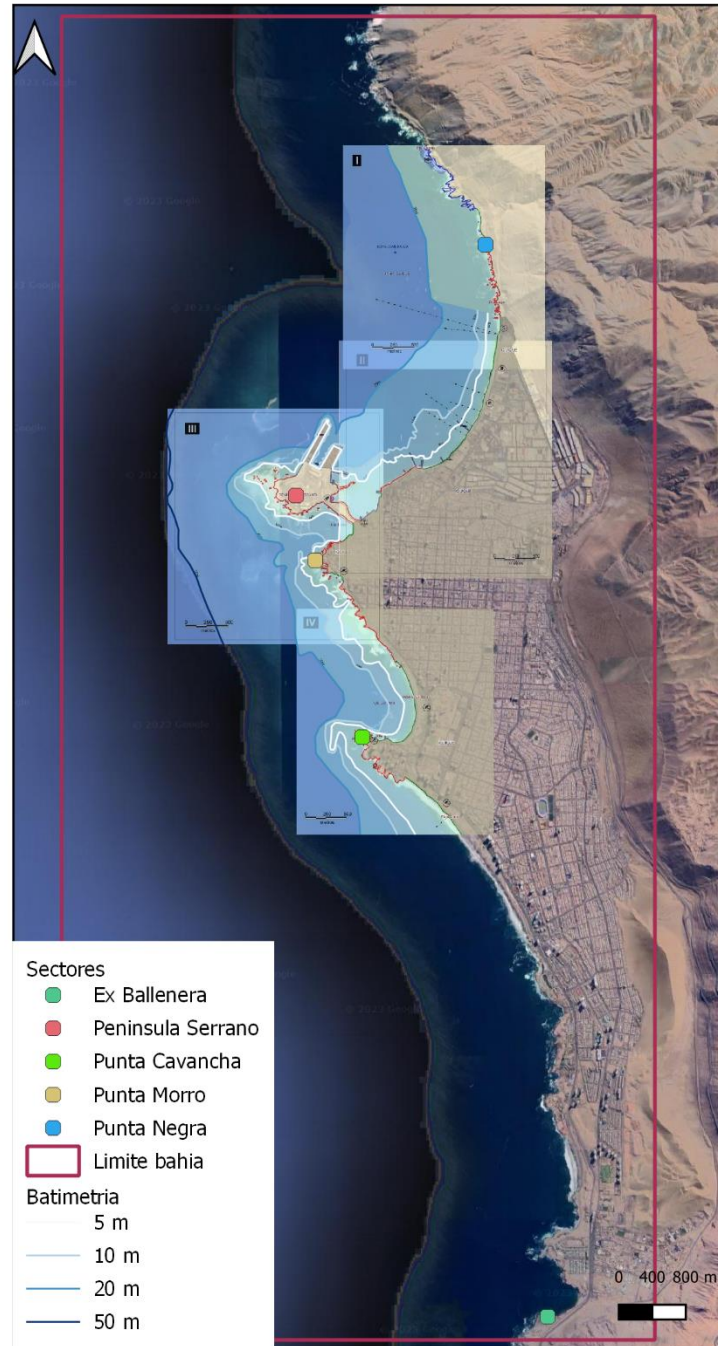 © 2023 Google
I
II
III
IV
Sectores
Ex Ballenera
Peninsula Serrano
Punta Cavancha
Punta Morro
Punta Negra
Limite bahia
Batimetria
5 m
10 m
20 m
50 m
0 400 800 m